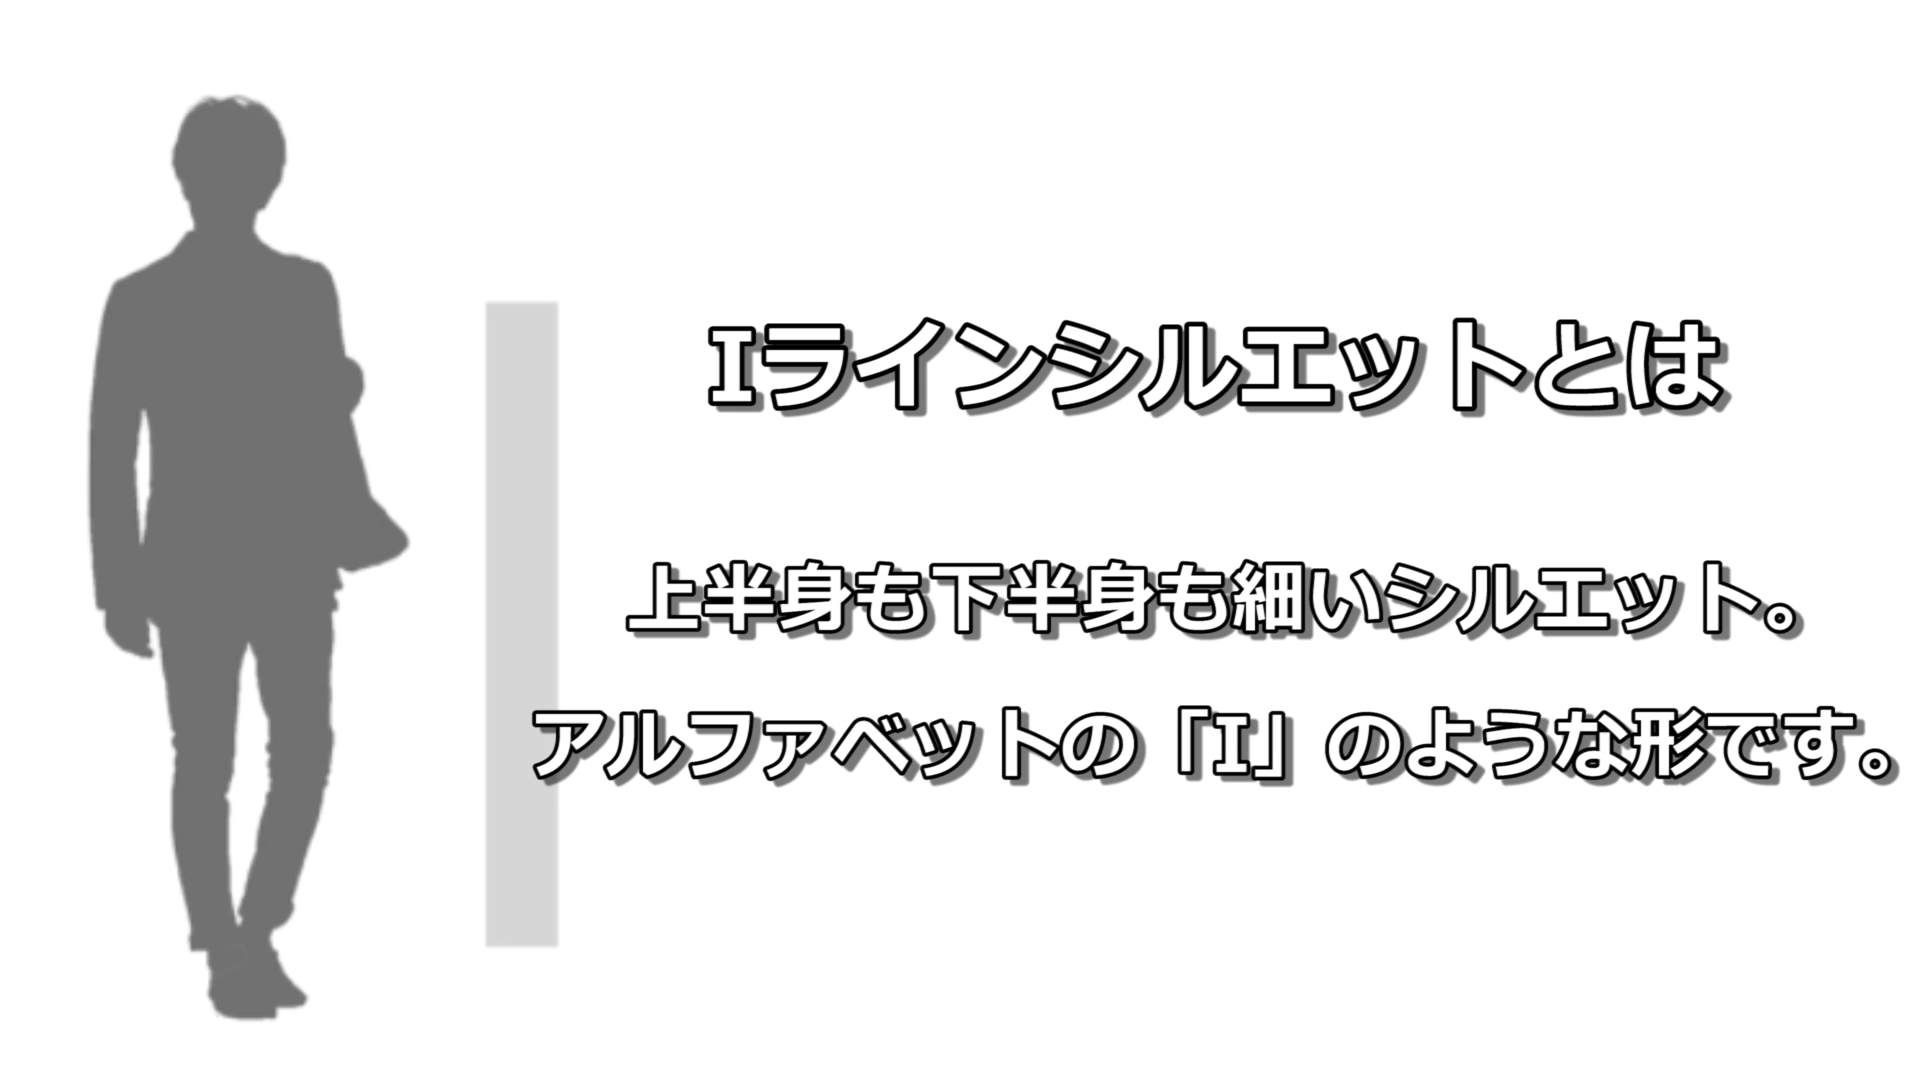 Iラインシルエットとは
上半身も下半身も細いシルエット。
アルファベットの「I」のような形です。